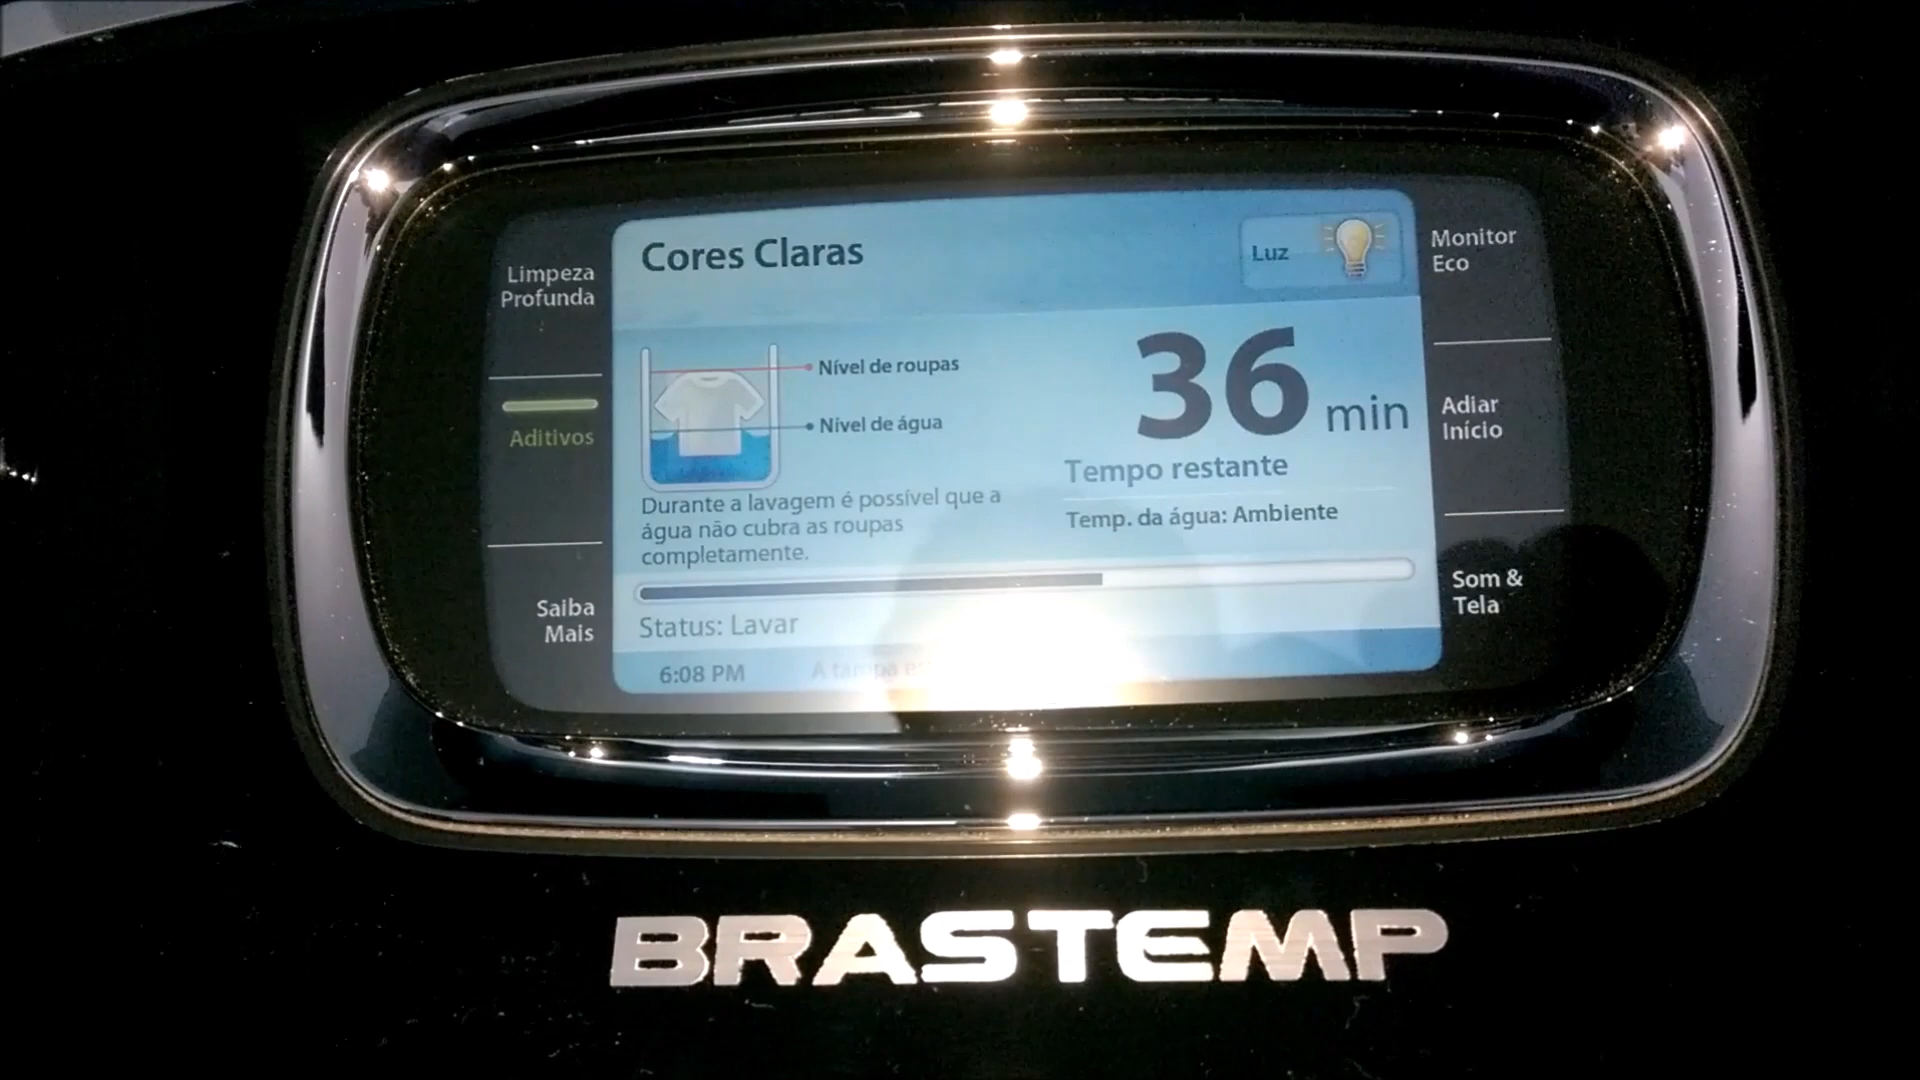 Cores Claras
Luz
Limpeza
Profunda
Aditivos
Saiba
Mais
Nível de roupas
Nível de água
Durante a lavagem é possível que a
água não cubra as roupas
completamente.
36 min
Tempo restante
Temp. da água: Ambiente
Status: Lavar
6:08 PM
A tampa
Monitor
Eco
Adiar
Início
Som &
Tela
BRASTEMP